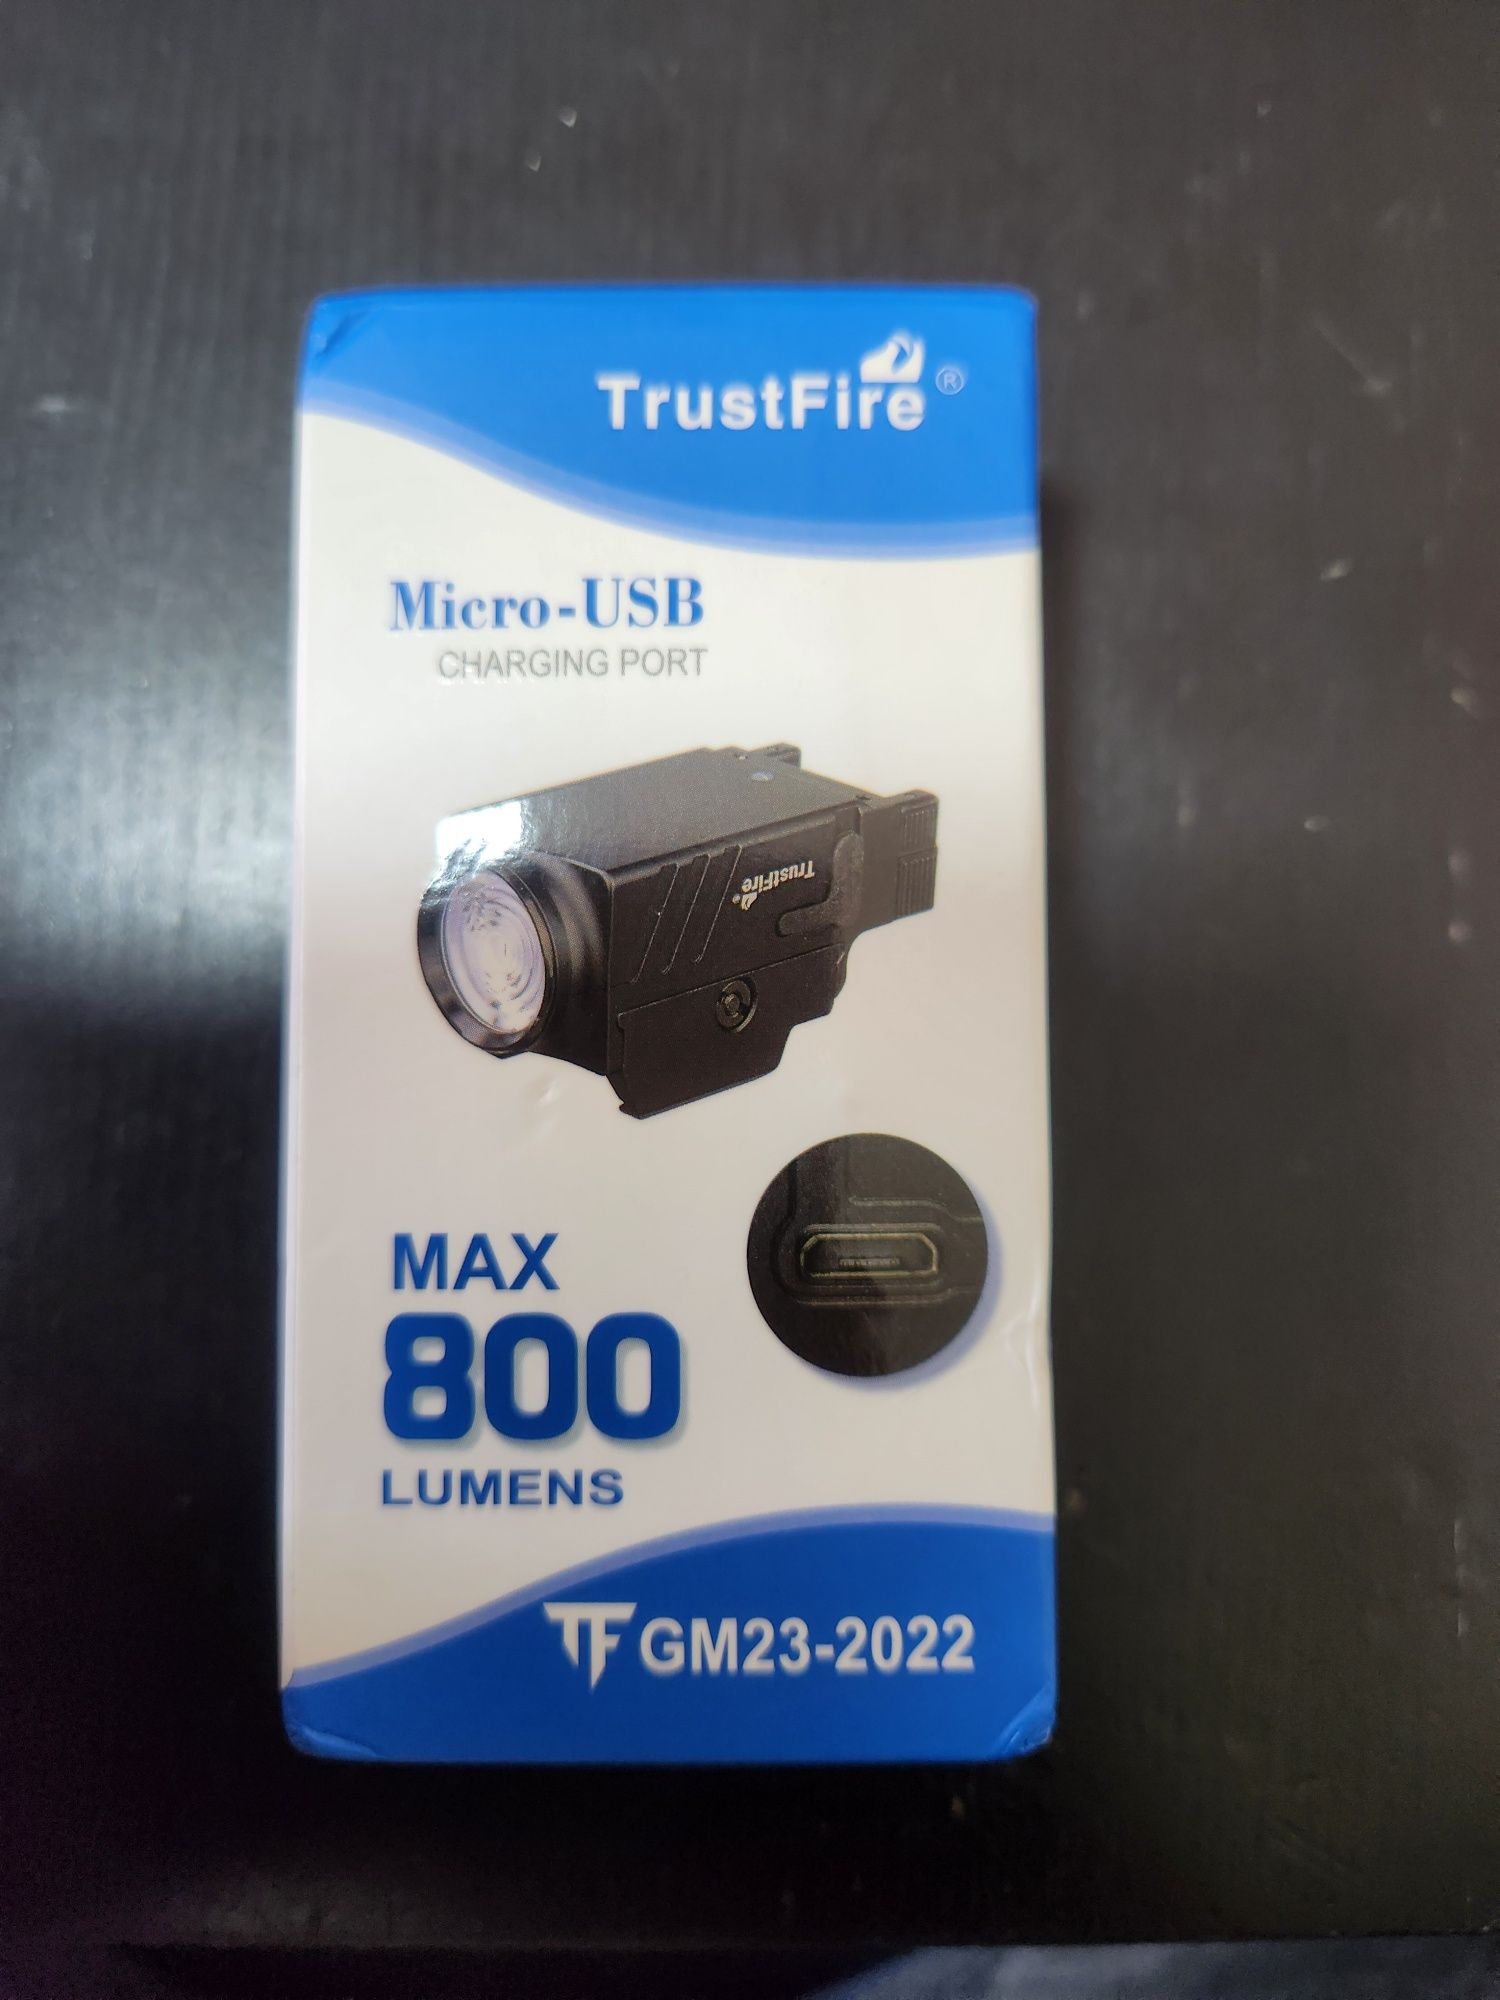 TrustFire ®
Micro-USB
CHARGING PORT
TrustFire
MAX
800
LUMENS
TF GM23-2022